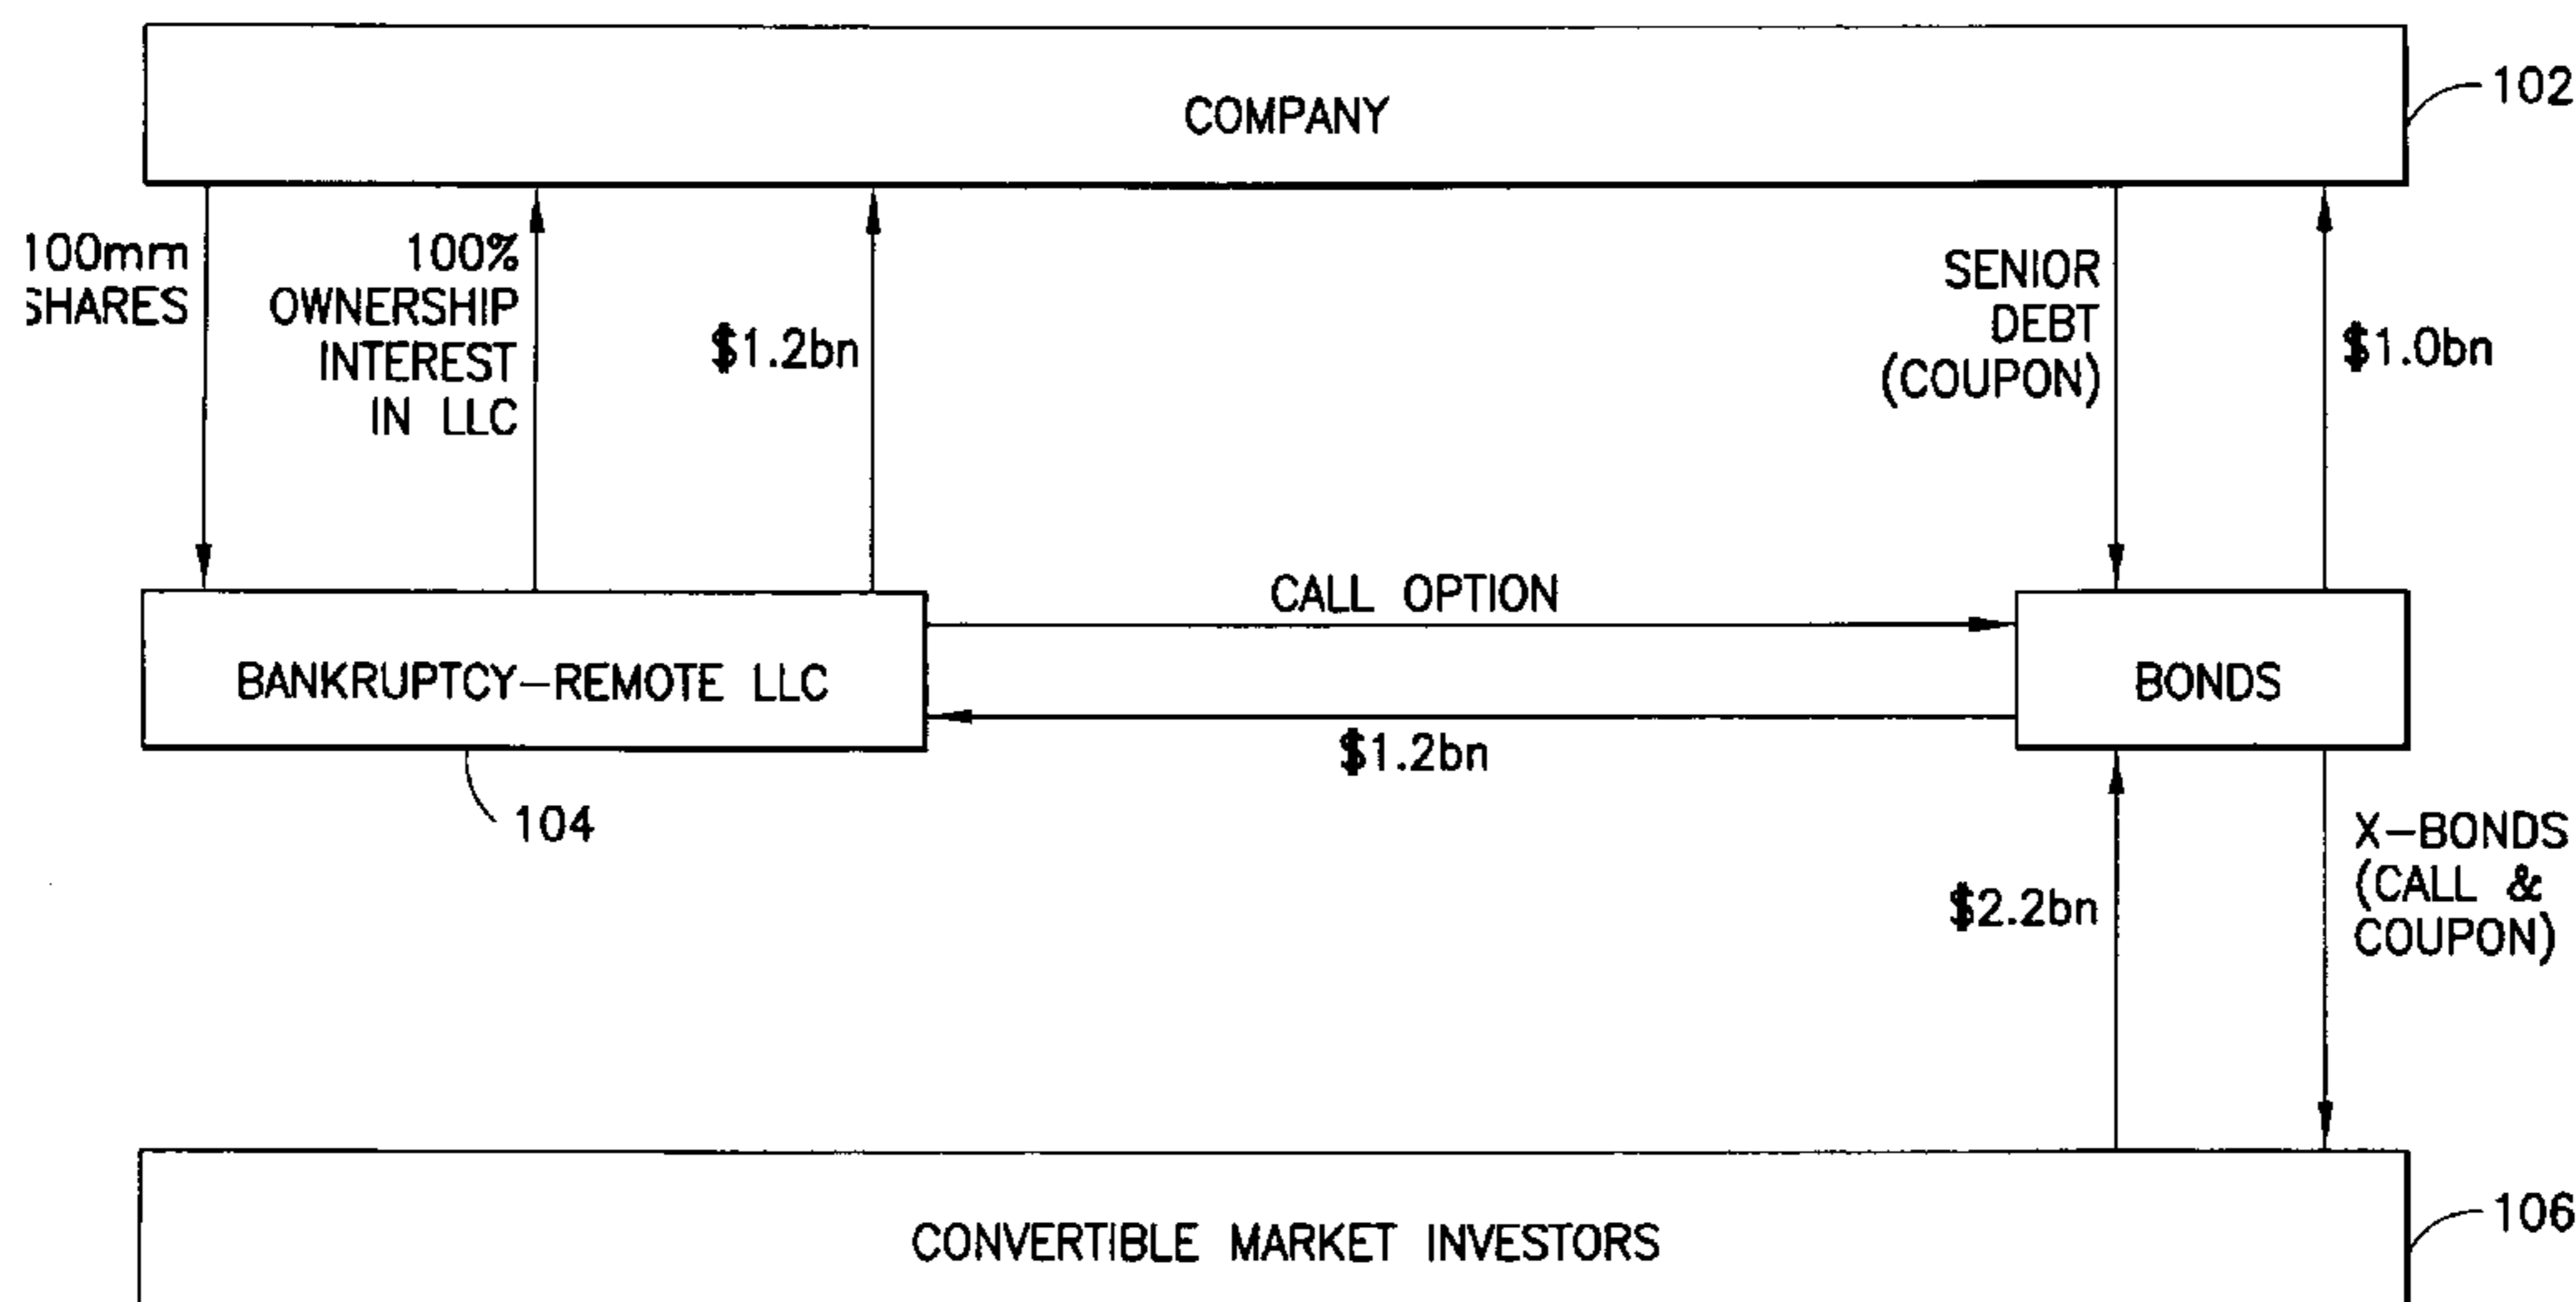 COMPANY
102
100mm
SHARES
100%
OWNERSHIP
INTEREST
IN LLC
$1.2bn
SENIOR
DEBT
(COUPON)
$1.0bn
CALL OPTION
BANKRUPTCY-REMOTE LLC
BONDS
$1.2bn
104
$2.2bn
X-BONDS
(CALL &
COUPON)
CONVERTIBLE MARKET INVESTORS
106